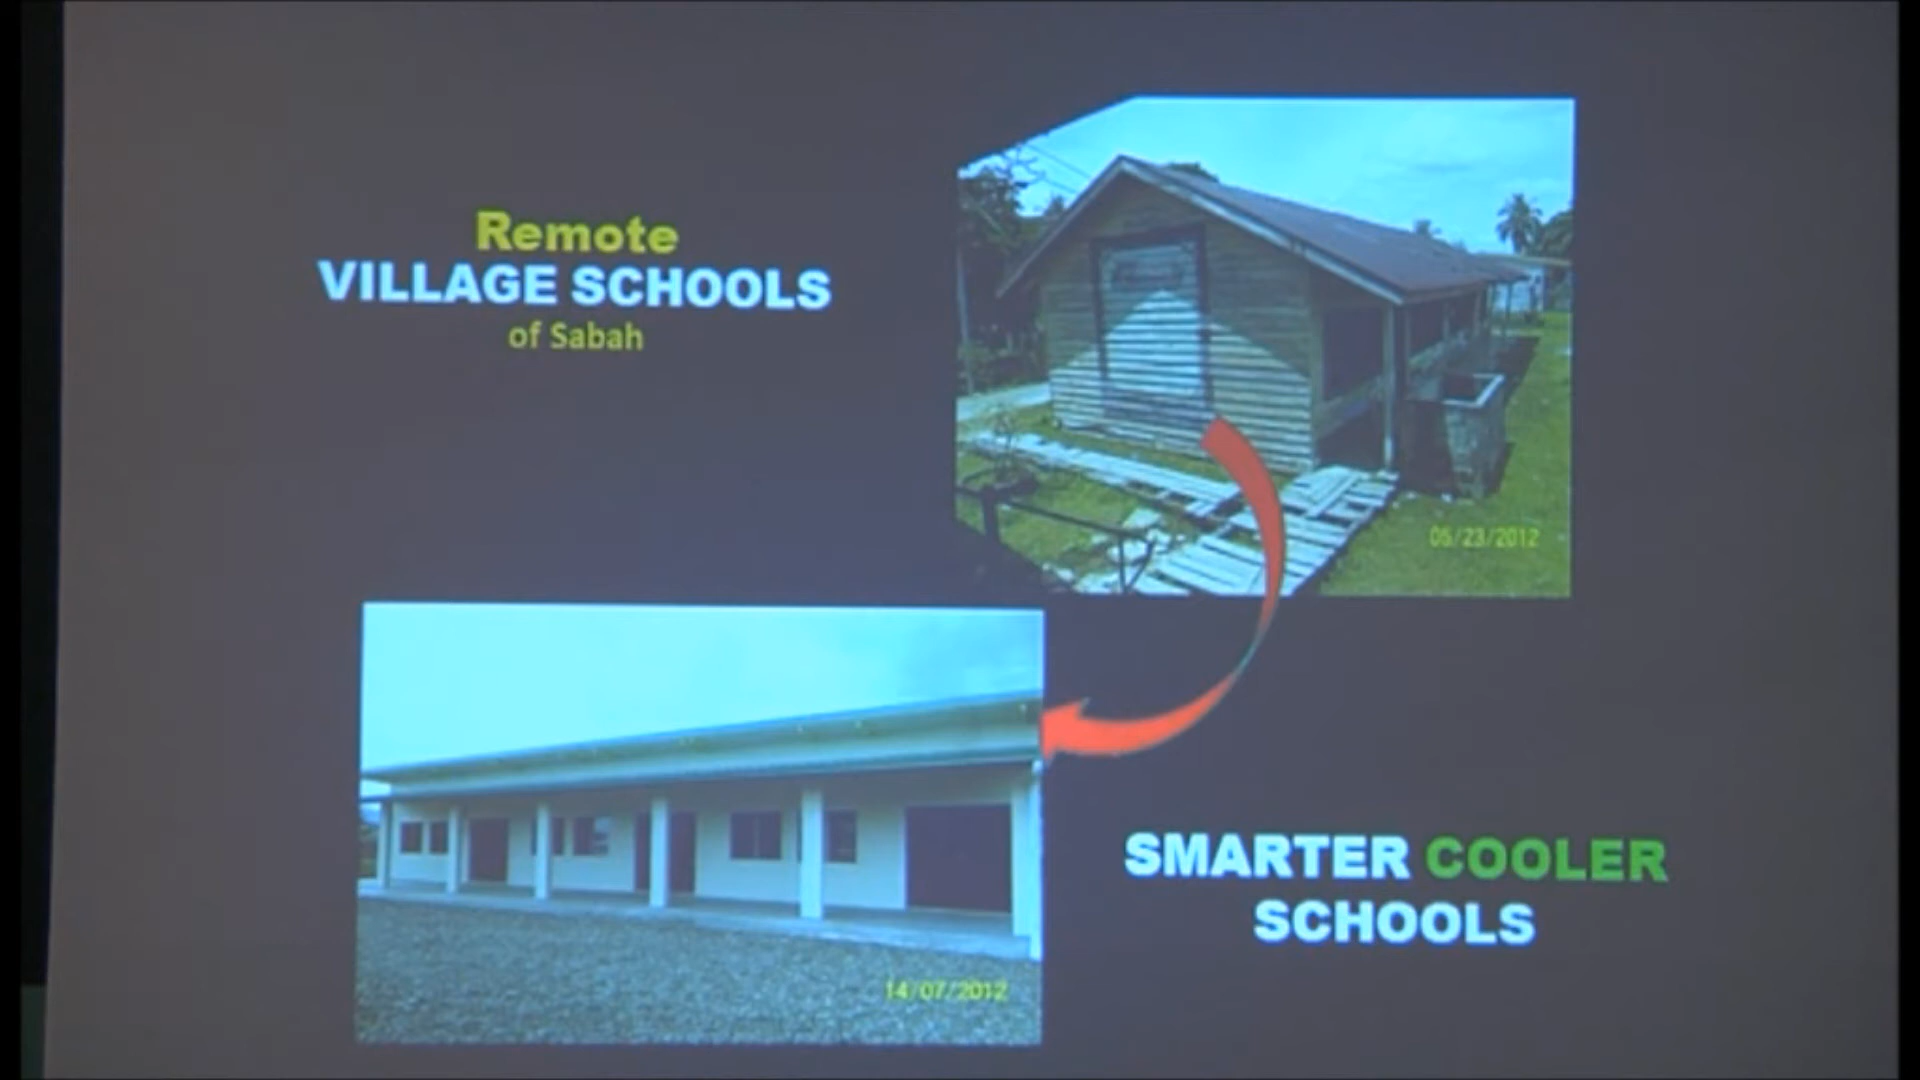 Remote
VILLAGE SCHOOLS
of Sabah
05/23/2012
14/07/2012
SMARTER COOLER
SCHOOLS